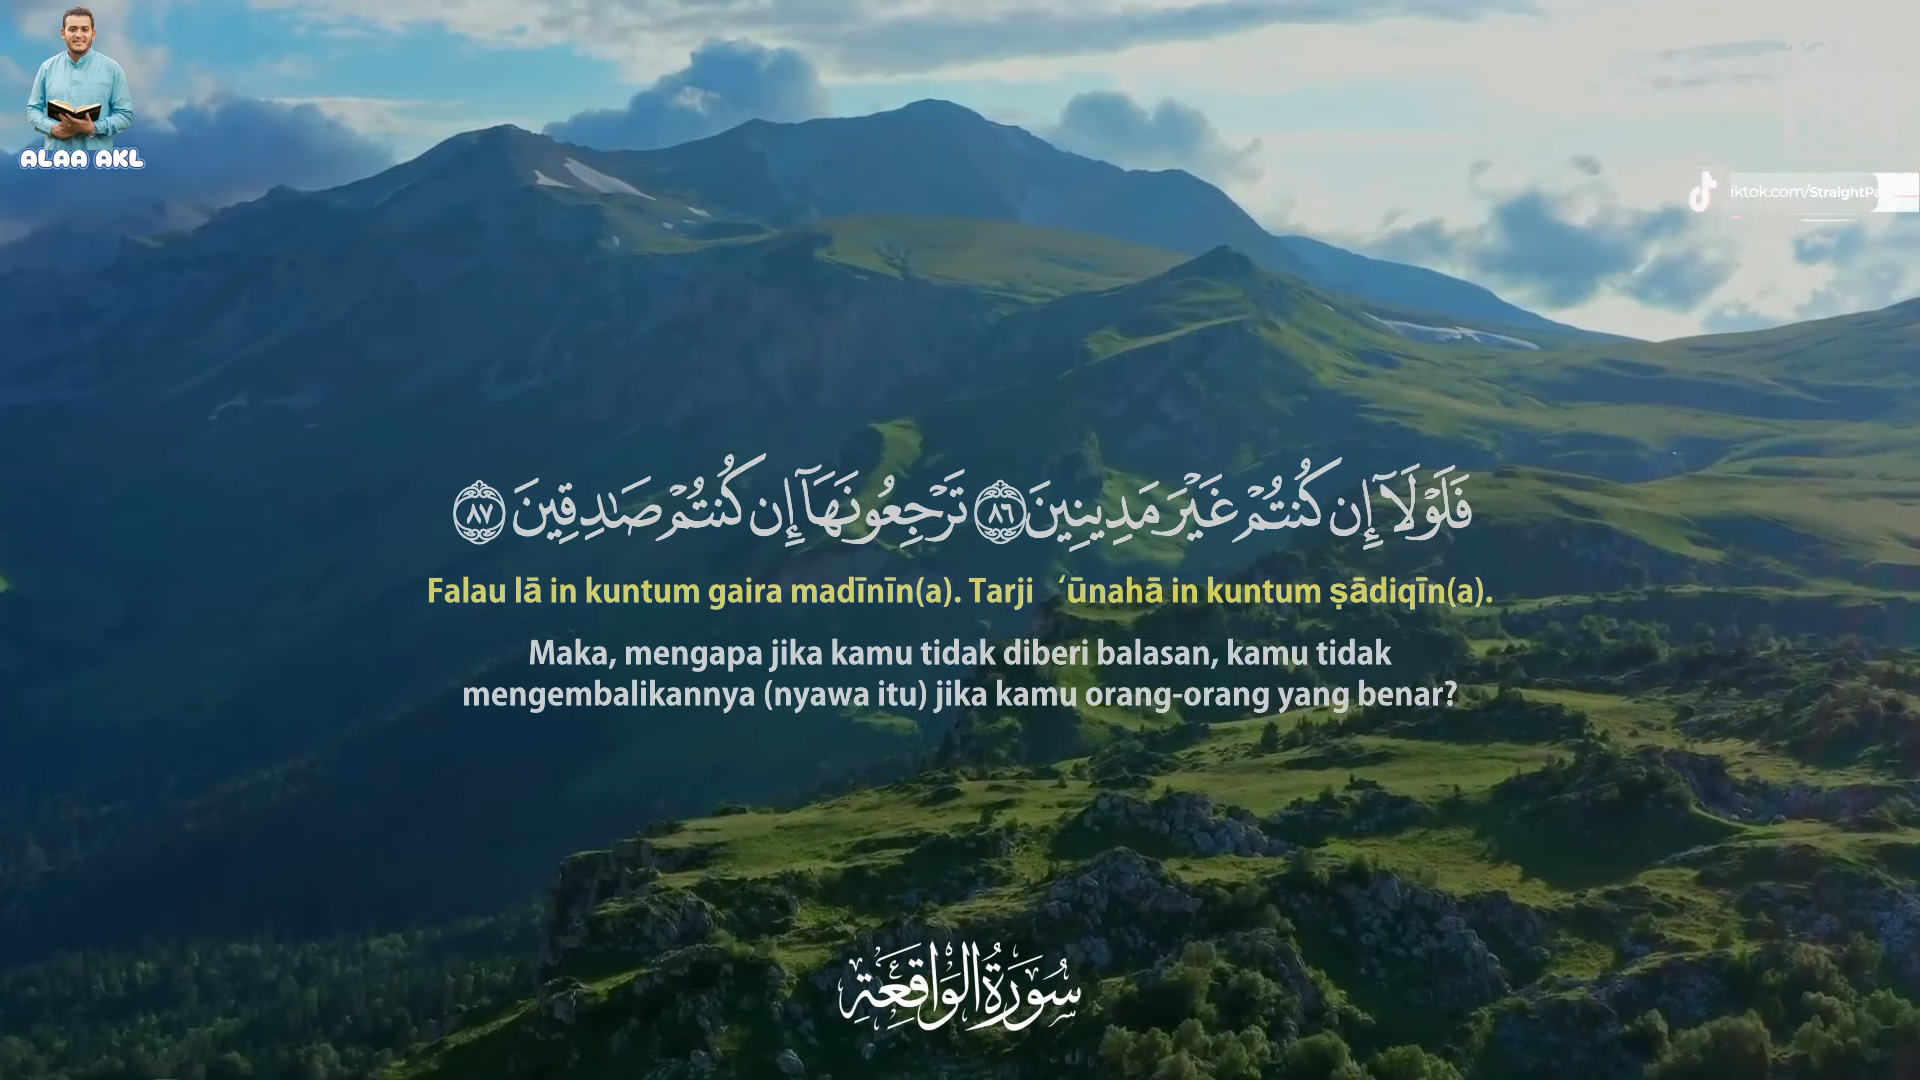 ALAA AKL
iktok.com/StraightPa
فَلَوْلَآ إِن كُنتُمْ غَيْرَ مَدِينِينَ ٨٦ تَرْجِعُونَهَآ إِن كُنتُمْ صَـٰدِقِينَ ٨٧
Falau lā in kuntum gaira madīnīn(a). Tarji ‘ūnahā in kuntum ṣādiqīn(a).
Maka, mengapa jika kamu tidak diberi balasan, kamu tidak
mengembalikannya (nyawa itu) jika kamu orang-orang yang benar?
سُورَةُ الوَاقِعَةِ